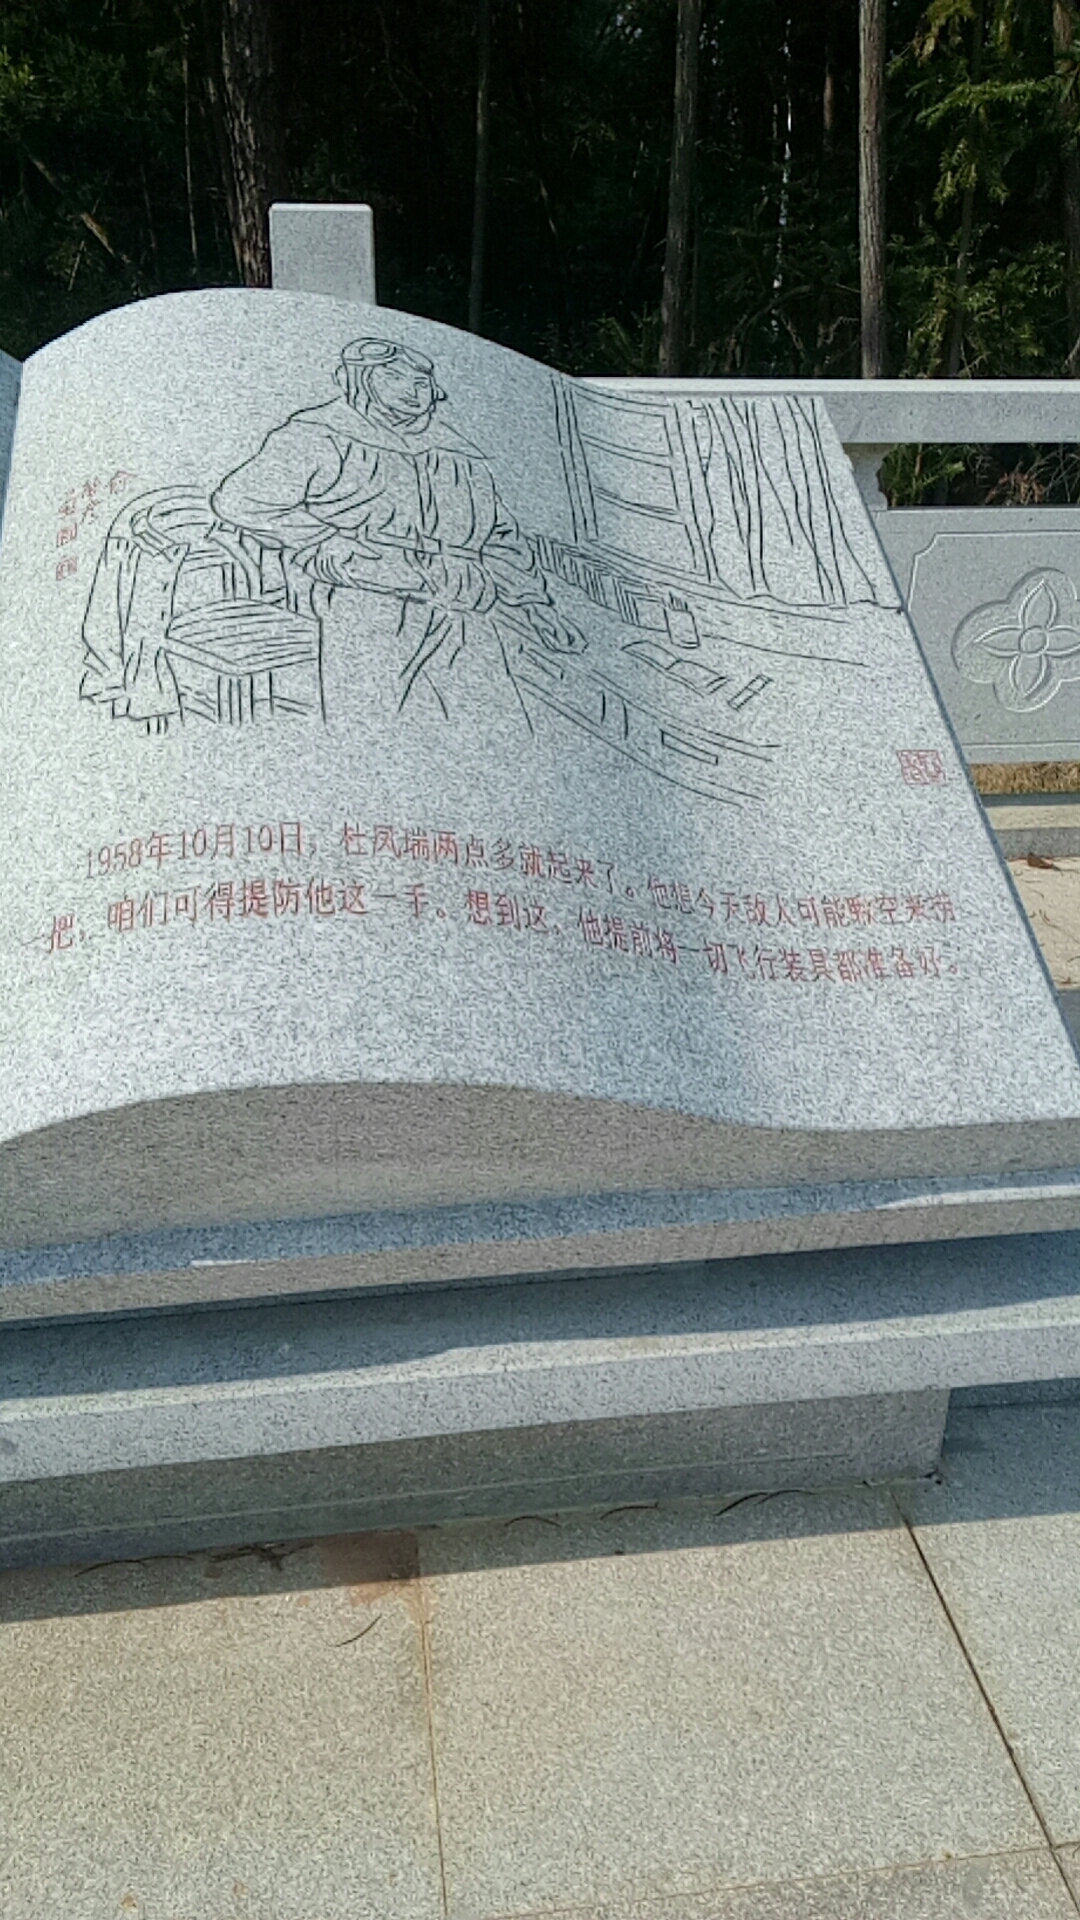 1958年10月10日，杜凤瑞两点多就起来了。他想今天敌人可能瞅空来捞
一把，咱们可得提防他这一手。想到这，他提前将一切飞行装具都准备好。